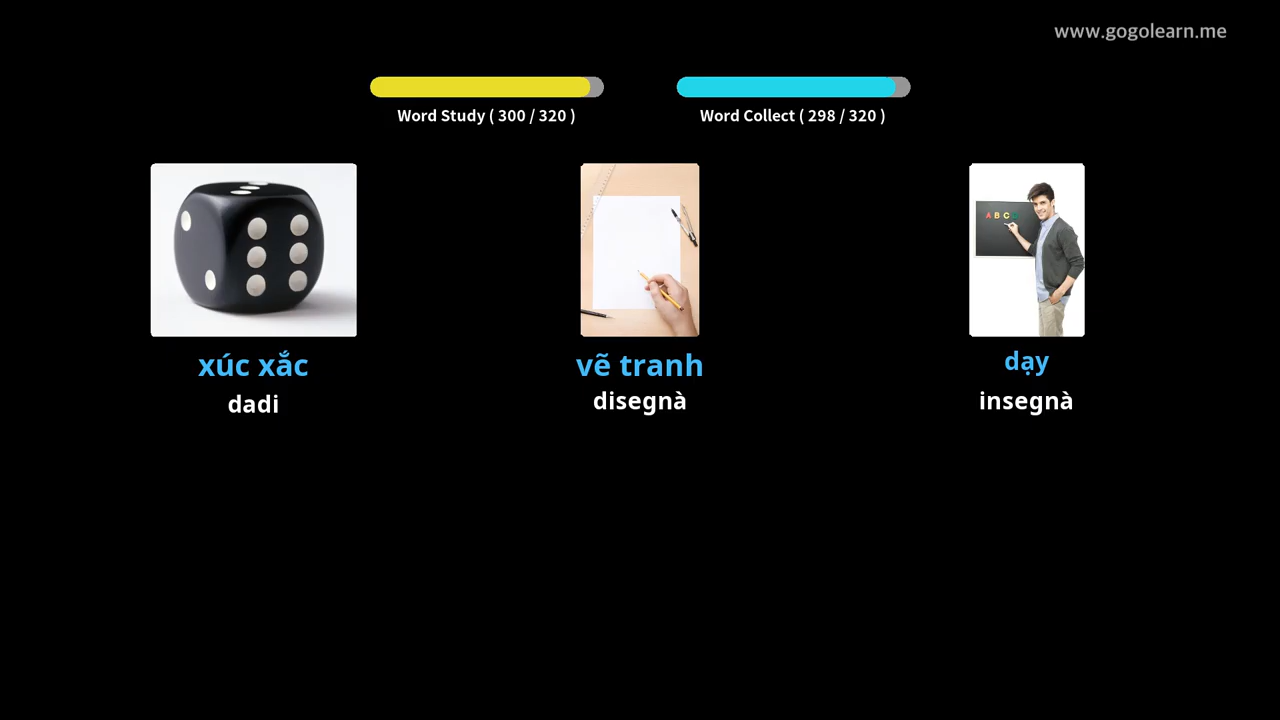 www.gogolearn.me
Word Study ( 300 / 320 )
Word Collect ( 298 / 320 )
A B C
xúc xắc
vẽ tranh
dạy
dadi
disegnà
insegnà